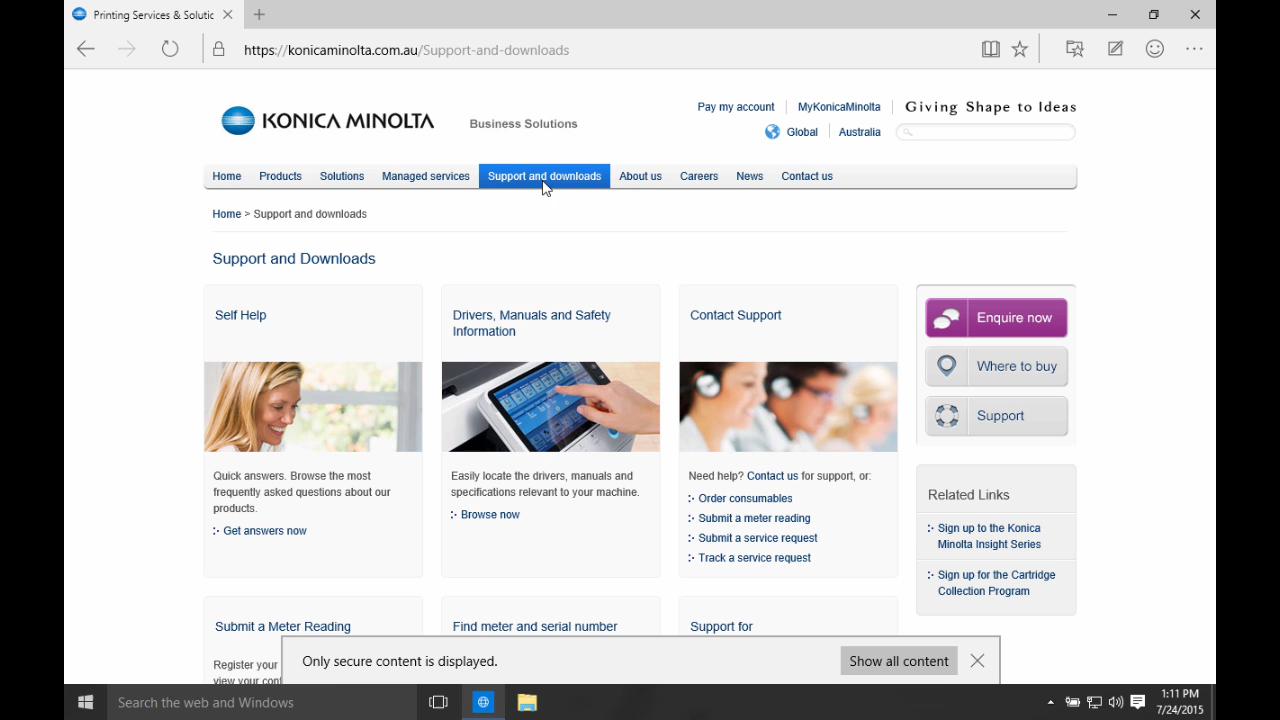 Printing Services & Solutic
https://konicaminolta.com.au/Support-and-downloads
Pay my account
MyKonicaMinolta
Giving Shape to Ideas
KONICA MINOLTA
Business Solutions
Global
Australia
Home
Products
Solutions
Managed services
Support and downloads
About us
Careers
News
Contact us
Home > Support and downloads
Support and Downloads
Self Help
Quick answers. Browse the most
frequently asked questions about our
products.
Get answers now
Drivers, Manuals and Safety
Information
Easily locate the drivers, manuals and
specifications relevant to your machine.
Browse now
Contact Support
Need help? Contact us for support, or:
Order consumables
Submit a meter reading
Submit a service request
Track a service request
Enquire now
Where to buy
Support
Related Links
Sign up to the Konica
Minolta Insight Series
Sign up for the Cartridge
Collection Program
Submit a Meter Reading
Register your
view your cont
Find meter and serial number
Support for
Only secure content is displayed.
Show all content
Search the web and Windows
1:11 PM
7/24/2015